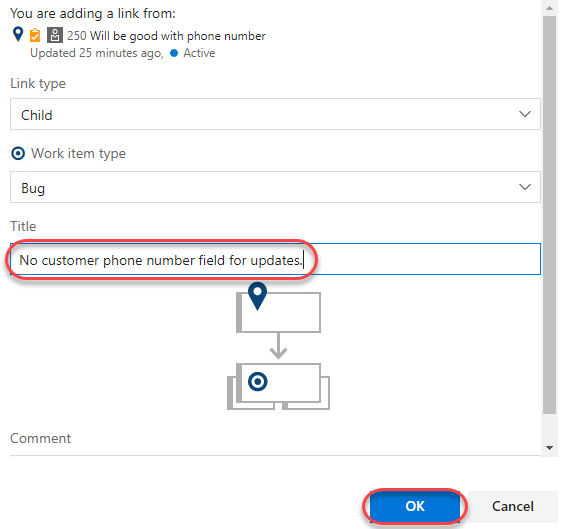 You are adding a link from:
250 Will be good with phone number
Updated 25 minutes ago, Active
Link type
Child
Work item type
Bug
Title
No customer phone number field for updates.
Comment
OK Cancel